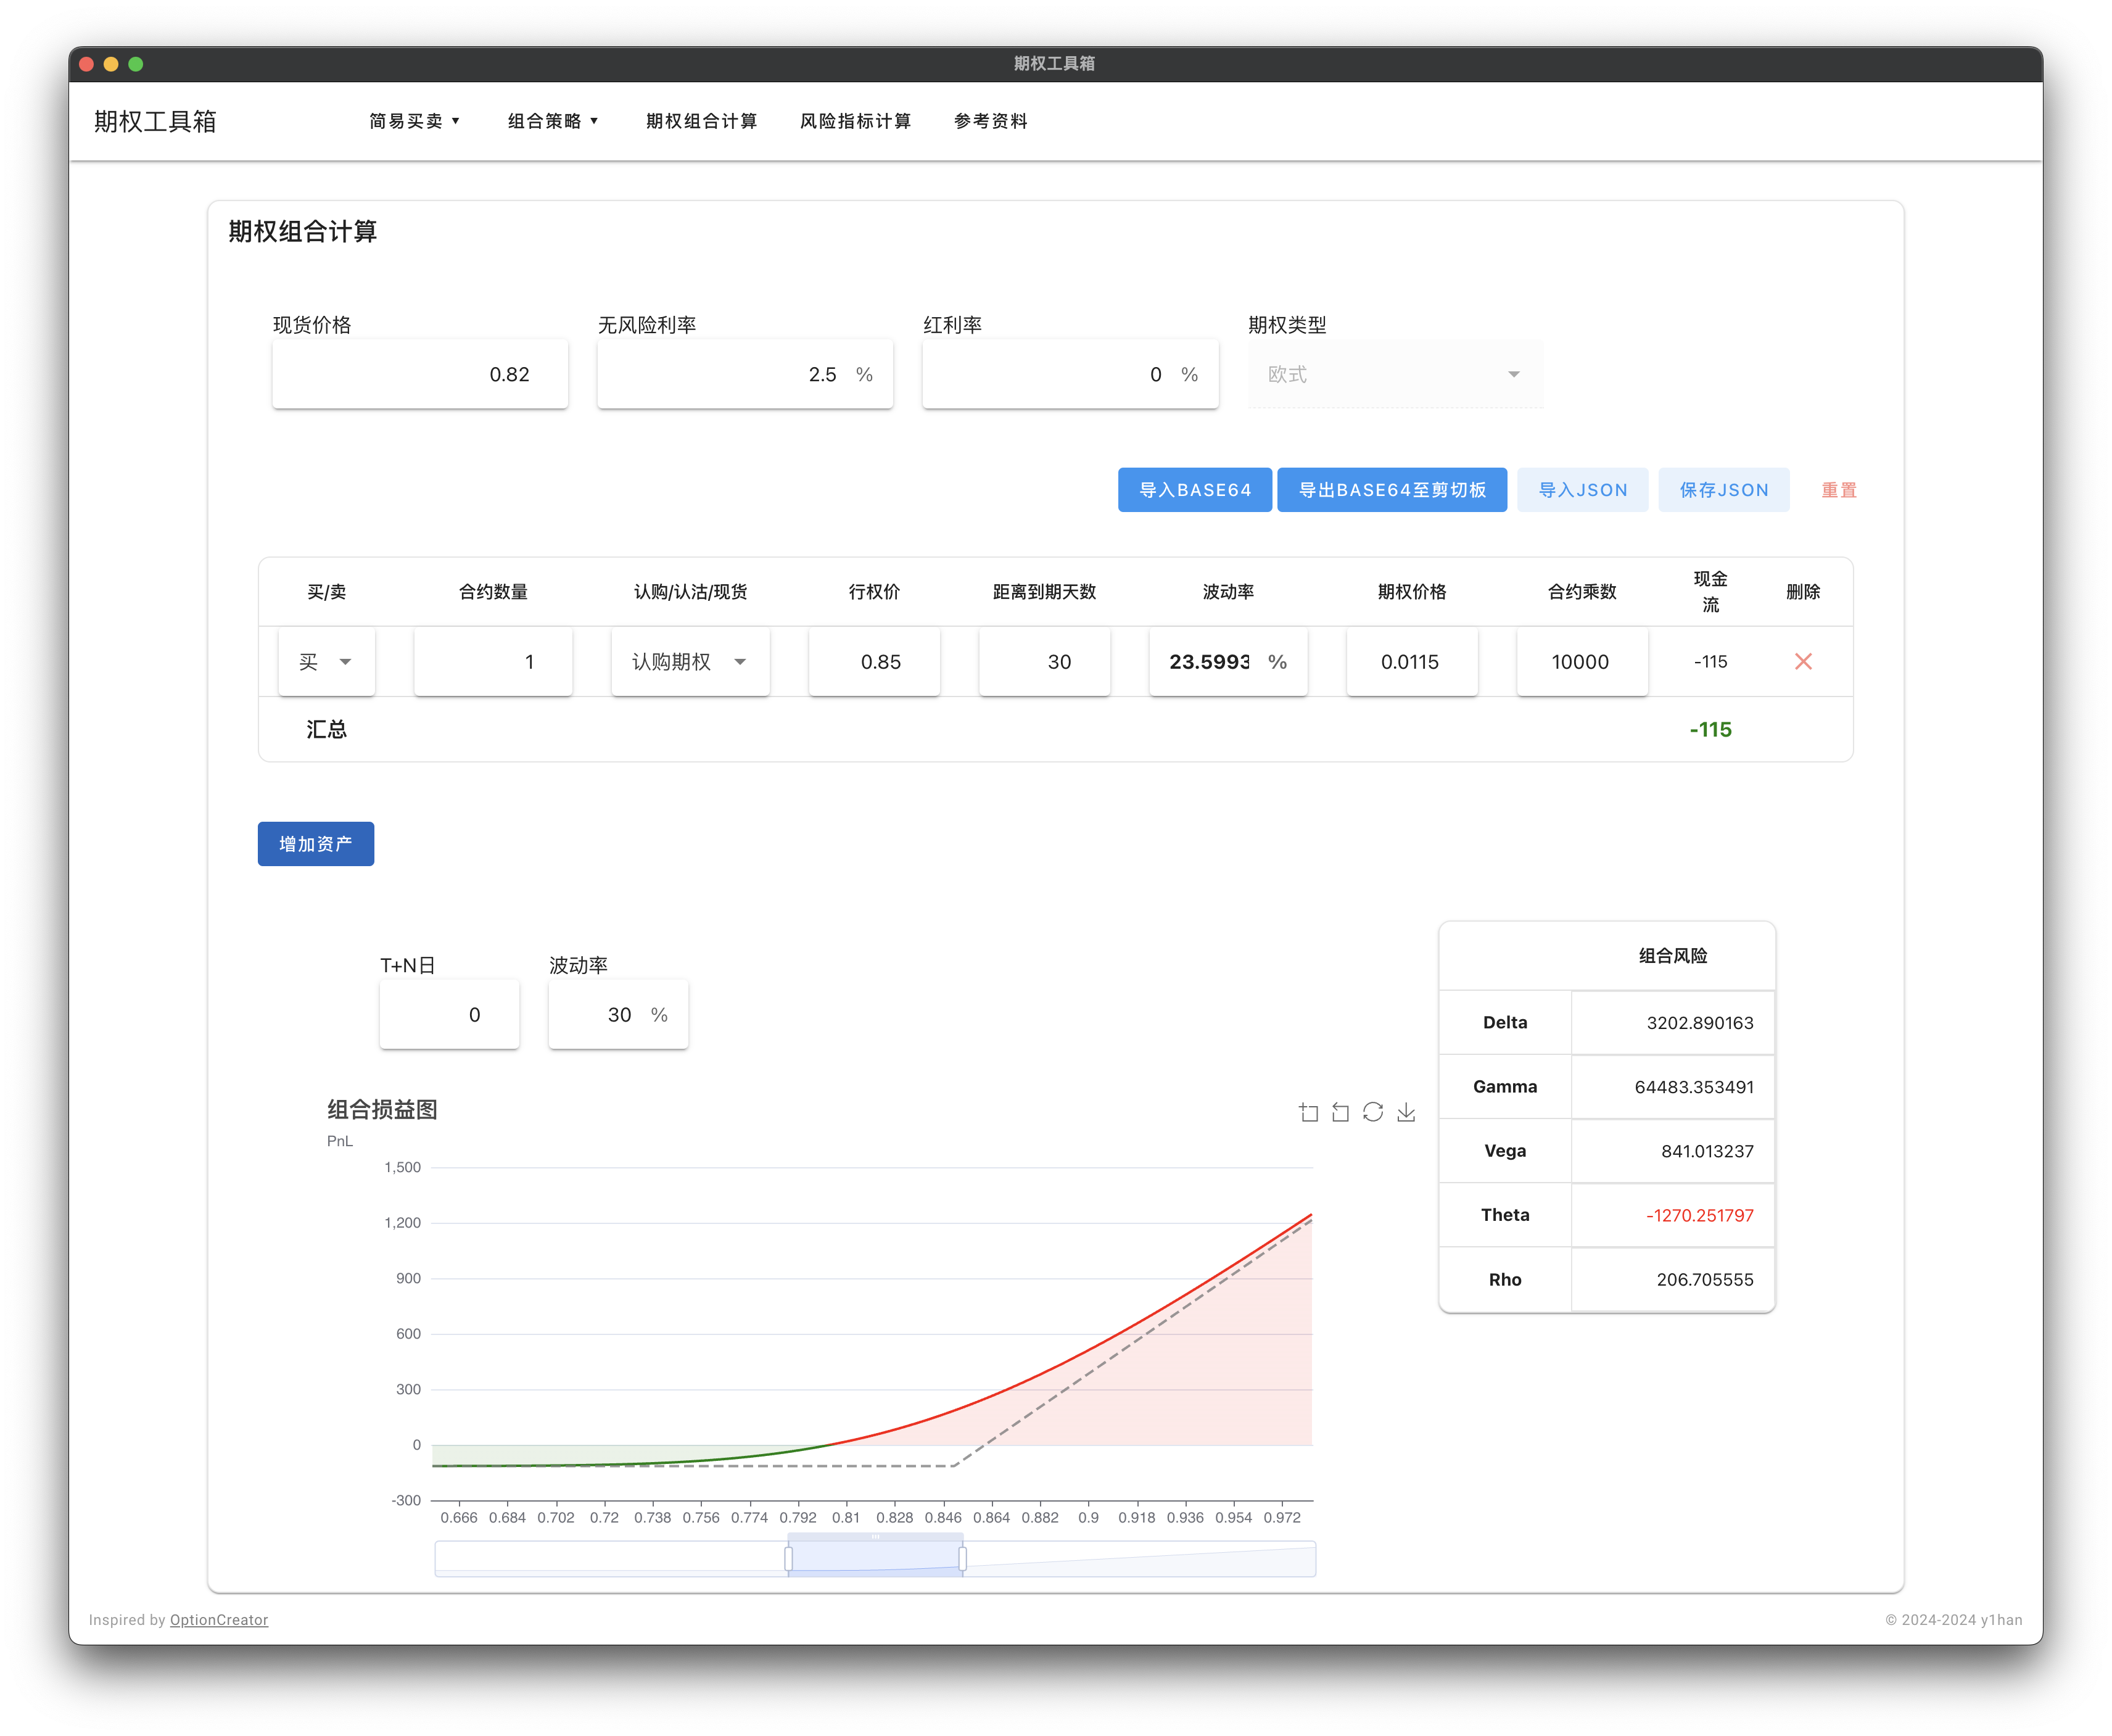 期权工具箱
期权工具箱 简易买卖 ▼ 组合策略 ▼ 期权组合计算 风险指标计算 参考资料
期权组合计算
现货价格 无风险利率 红利率 期权类型
0.82 2.5 % 0 % 欧式
导入BASE64 导出BASE64至剪切板 导入JSON 保存JSON 重置
买/卖 合约数量 认购/认沽/现货 行权价 距离到期天数 波动率 期权价格 合约乘数 现金流 删除
买 1 认购期权 0.85 30 23.5993 % 0.0115 10000 -115
汇总 -115
增加资产
T+N日 波动率
0 30 %
组合损益图
PnL
1,500
1,200
900
600
300
0
-300
0.666 0.684 0.702 0.72 0.738 0.756 0.774 0.792 0.81 0.828 0.846 0.864 0.882 0.9 0.918 0.936 0.954 0.972
组合风险
Delta 3202.890163
Gamma 64483.353491
Vega 841.013237
Theta -1270.251797
Rho 206.705555
Inspired by OptionCreator
© 2024-2024 y1han